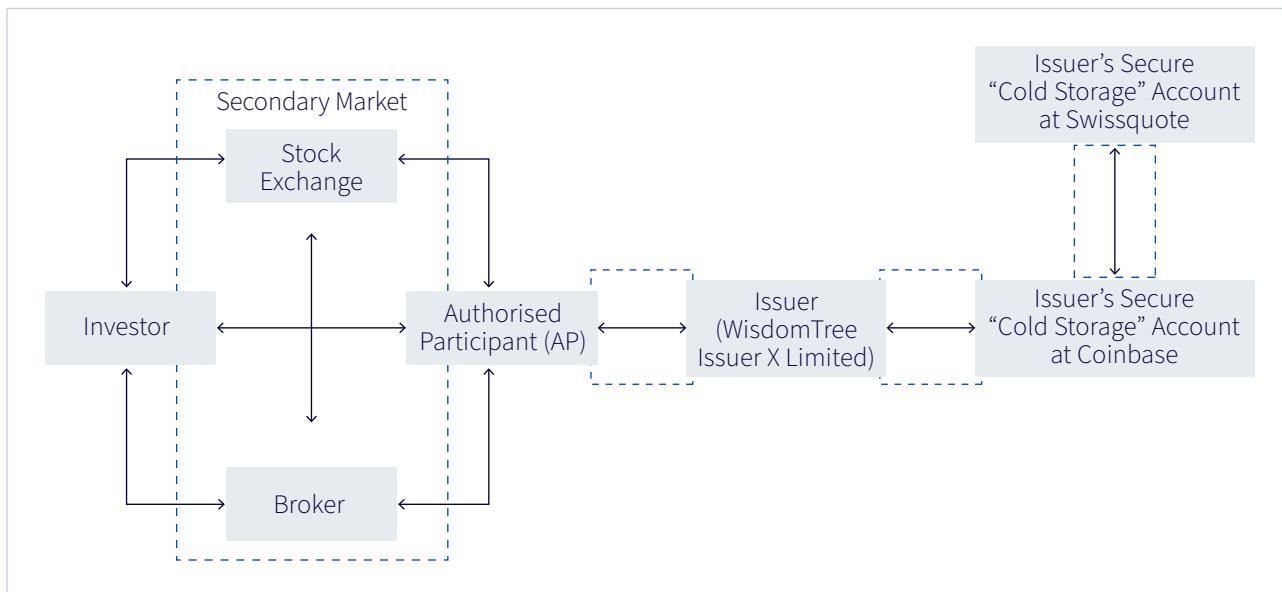 Secondary Market
Stock
Exchange
Investor
Authorised
Participant (AP)
Broker
Issuer
(WisdomTree
Issuer X Limited)
Issuer’s Secure
“Cold Storage” Account
at Swissquote
Issuer’s Secure
“Cold Storage” Account
at Coinbase